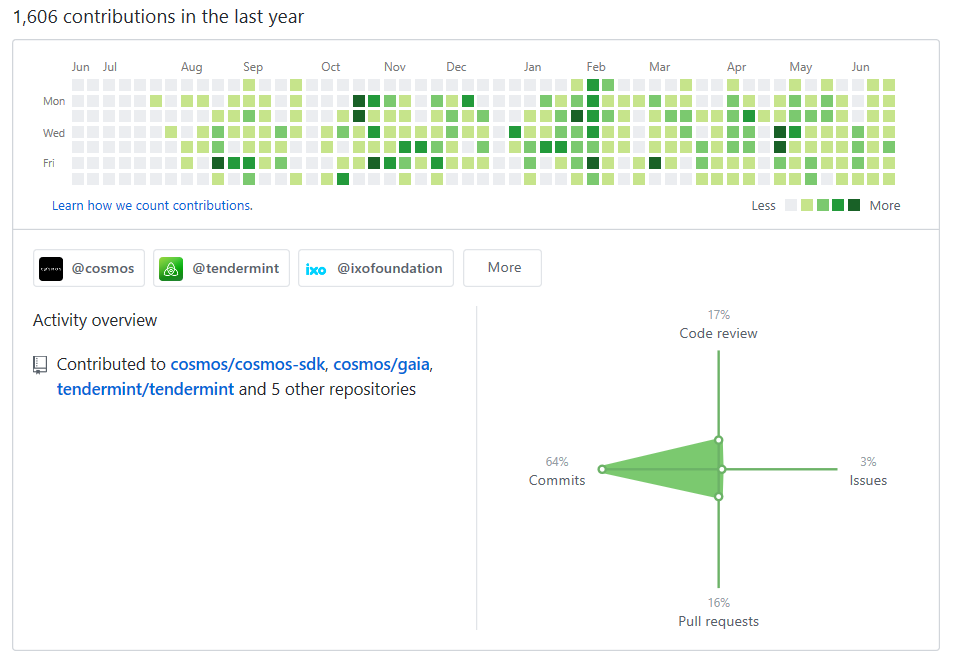 1,606 contributions in the last year
Jun Jul Aug Sep Oct Nov Dec Jan Feb Mar Apr May Jun
Mon
Wed
Fri
Learn how we count contributions. Less More
cosmos @cosmos @tendermint ixo @ixofoundation More
Activity overview
Contributed to cosmos/cosmos-sdk, cosmos/gaia,
tendermint/tendermint and 5 other repositories
17%
Code review
64%
Commits
3%
Issues
16%
Pull requests